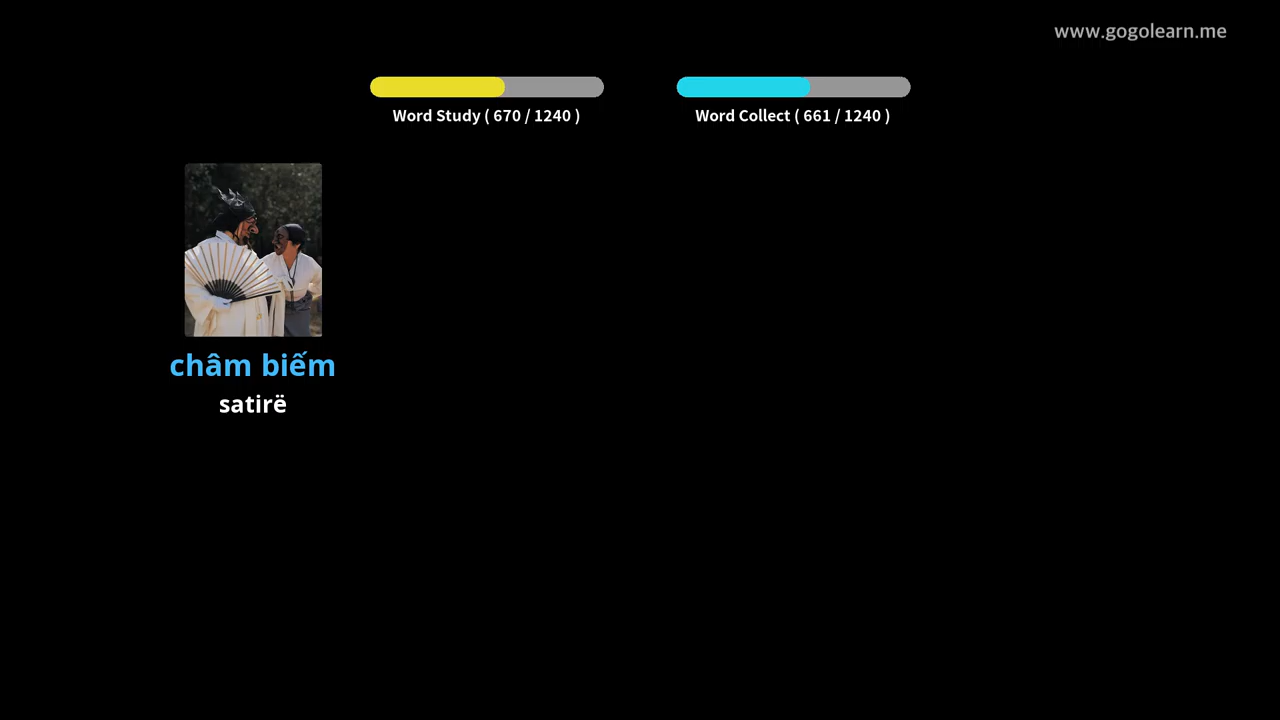 www.gogolearn.me
Word Study ( 670 / 1240 )
Word Collect ( 661 / 1240 )
châm biếm
satirë